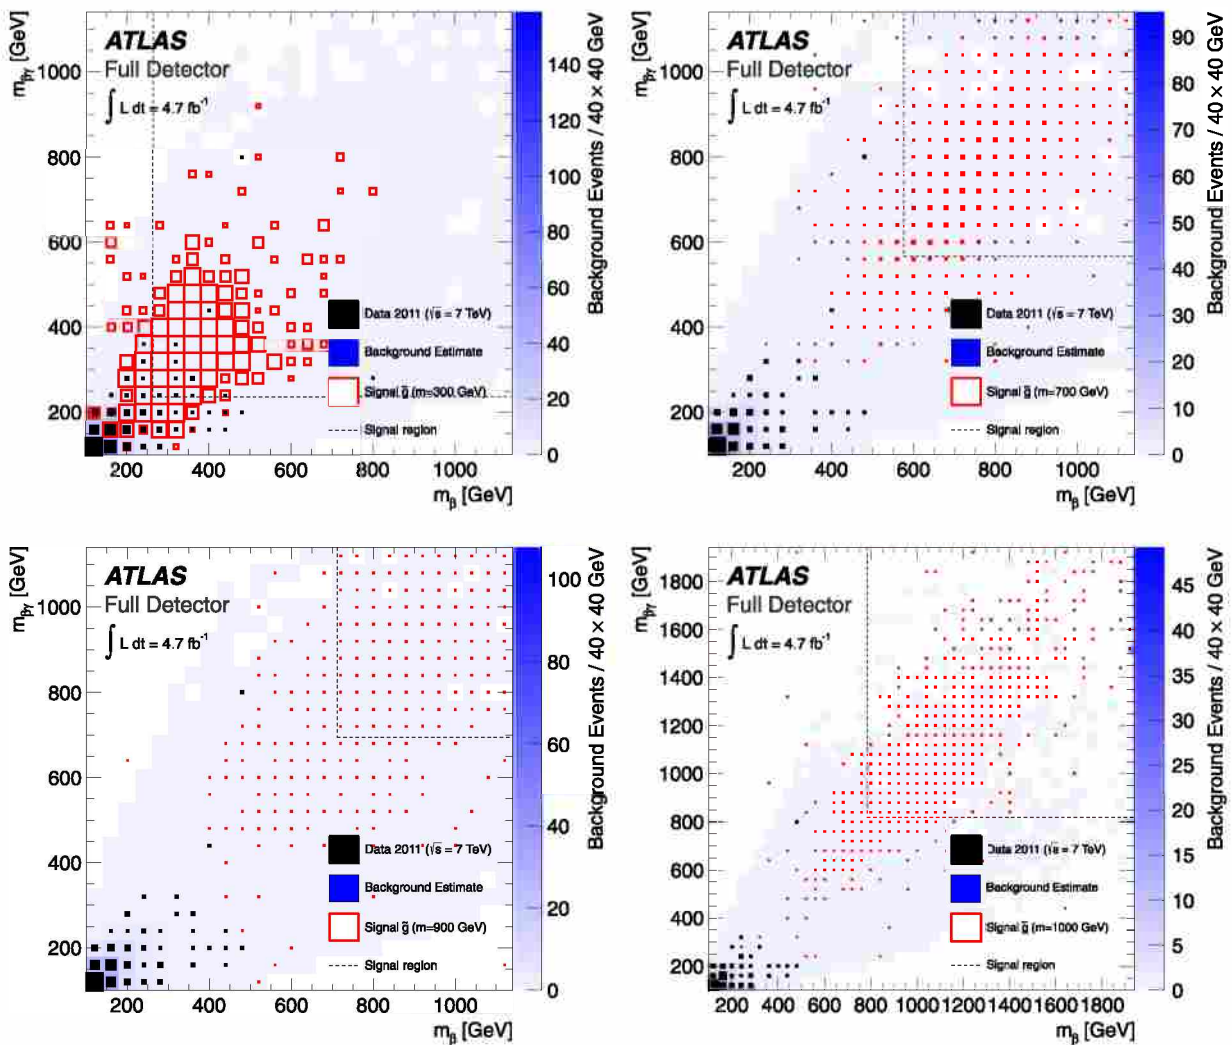 m_βγ [GeV]
1000
800
600
400
200
200 400 600 800 1000
m_β [GeV]
ATLAS
Full Detector
∫ L dt = 4.7 fb⁻¹
Data 2011 (√s = 7 TeV)
Background Estimate
Signal g̃ (m=300 GeV)
Signal region
140
120
100
80
60
40
20
0
Background Events / 40 × 40 GeV
m_βγ [GeV]
1000
800
600
400
200
200 400 600 800 1000
m_β [GeV]
ATLAS
Full Detector
∫ L dt = 4.7 fb⁻¹
Data 2011 (√s = 7 TeV)
Background Estimate
Signal g̃ (m=700 GeV)
Signal region
90
80
70
60
50
40
30
20
10
0
Background Events / 40 × 40 GeV
m_βγ [GeV]
1000
800
600
400
200
200 400 600 800 1000
m_β [GeV]
ATLAS
Full Detector
∫ L dt = 4.7 fb⁻¹
Data 2011 (√s = 7 TeV)
Background Estimate
Signal g̃ (m=900 GeV)
Signal region
100
80
60
40
20
0
Background Events / 40 × 40 GeV
m_βγ [GeV]
1800
1600
1400
1200
1000
800
600
400
200
200 400 600 800 1000 1200 1400 1600 1800
m_β [GeV]
ATLAS
Full Detector
∫ L dt = 4.7 fb⁻¹
Data 2011 (√s = 7 TeV)
Background Estimate
Signal g̃ (m=1000 GeV)
Signal region
45
40
35
30
25
20
15
10
5
0
Background Events / 40 × 40 GeV